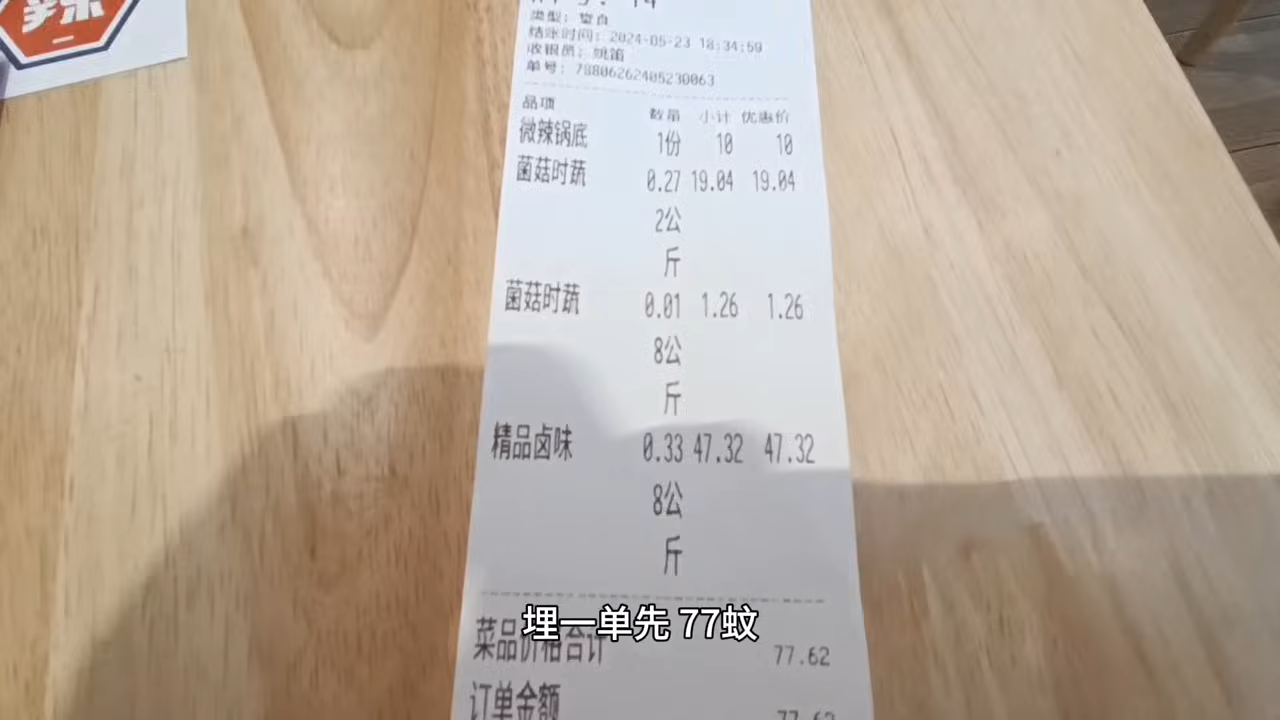 辣
类型：堂食
结账时间：2024-05-23 18:34:59
收银员：姚笛
单号：78806262405230063
品项 数量 小计 优惠价
微辣锅底 1份 10 10
菌菇时蔬 0.27 19.04 19.04
2公
斤
菌菇时蔬 0.01 1.26 1.26
8公
斤
精品卤味 0.33 47.32 47.32
8公
斤
菜品价格合计 77.62
订单金额 77.62
埋一单先 77蚊